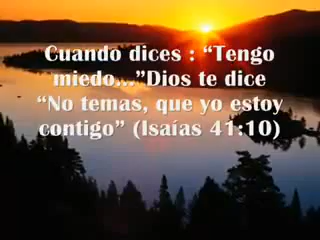 Cuando dices : “Tengo
miedo...”Dios te dice
“No temas, que yo estoy
contigo” (Isaías 41:10)